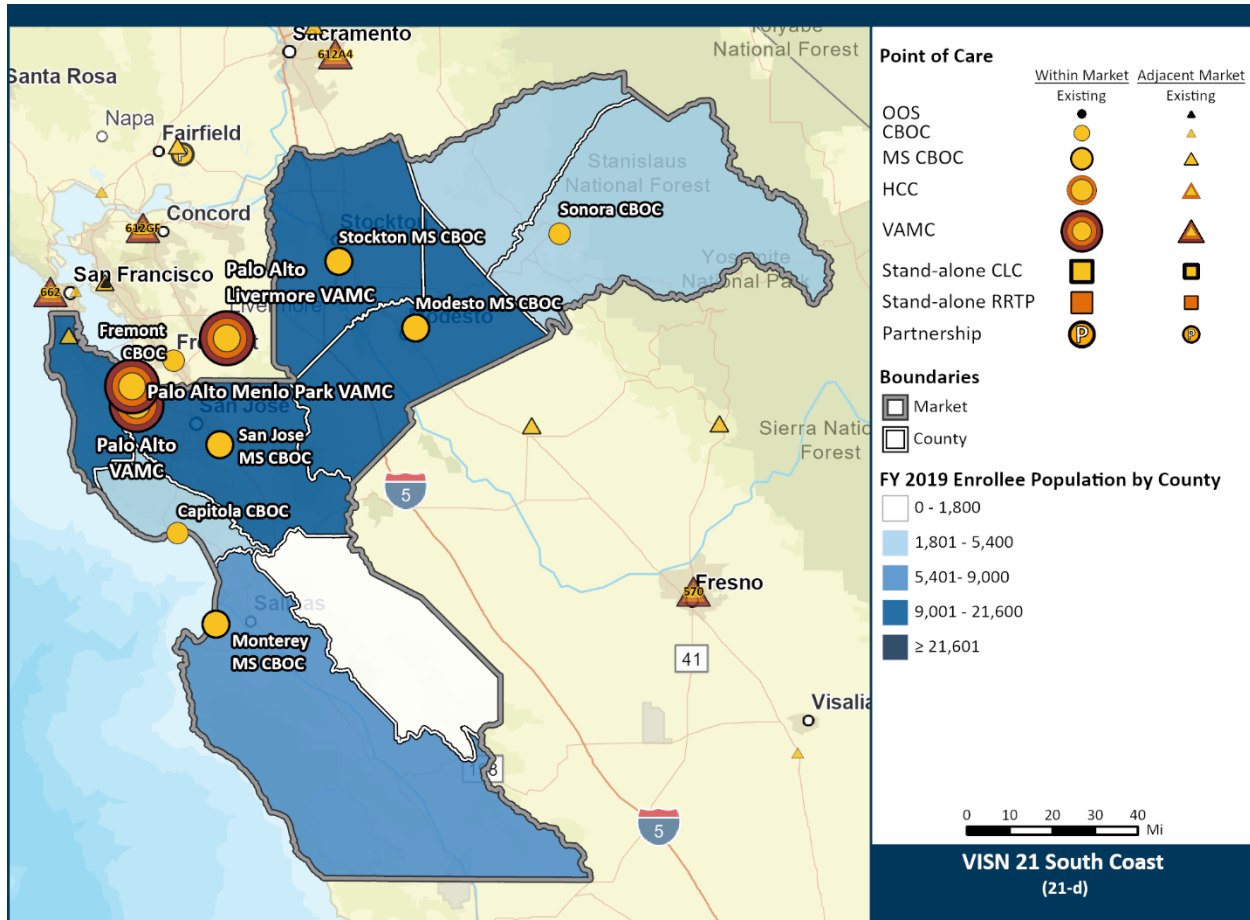 Tolyabe
National Forest
Sacramento
612A4
Santa Rosa
Napa
Fairfield
P
Stanislaus
National Forest
Sonora CBOC
Concord
612GF
Stockton
Stockton MS CBOC
Yosemite
National Park
San Francisco
662
Palo Alto
Livermore VAMC
Livermore
Modesto MS CBOC
Modesto
Fremont
CBOC
Palo Alto Menlo Park VAMC
San Jose
San Jose
MS CBOC
Palo Alto
VAMC
Sierra Natio
Forest
5
Capitola CBOC
Fresno
570
Salinas
Monterey
MS CBOC
41
Visalia
198
5
Point of Care
Within Market
Adjacent Market
Existing
Existing
OOS
CBOC
MS CBOC
HCC
VAMC
Stand-alone CLC
Stand-alone RRTP
Partnership
P
P
Boundaries
Market
County
FY 2019 Enrollee Population by County
0 - 1,800
1,801 - 5,400
5,401- 9,000
9,001 - 21,600
≥ 21,601
0 10 20 30 40
Mi
VISN 21 South Coast
(21-d)